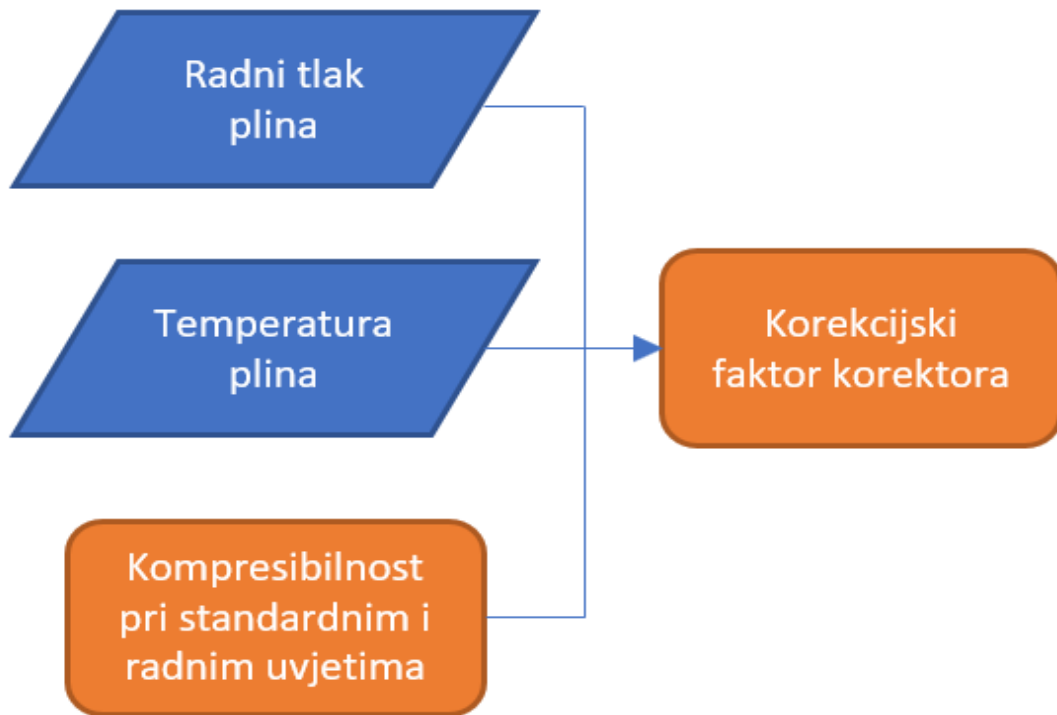 Radni tlak
plina
Temperatura
plina
Kompresibilnost
pri standardnim i
radnim uvjetima
Korekcijski
faktor korektora